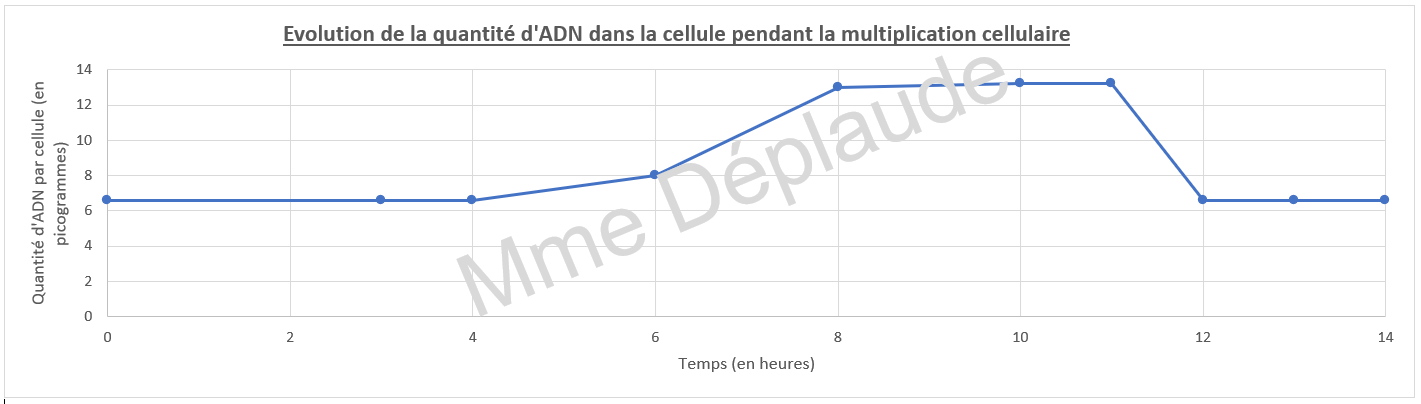 Evolution de la quantité d'ADN dans la cellule pendant la multiplication cellulaire
Quantité d'ADN par cellule (en
picogrammes)
14
12
10
8
6
4
2
0
Mme Déplaude
0 2 4 6 8 10 12 14
Temps (en heures)